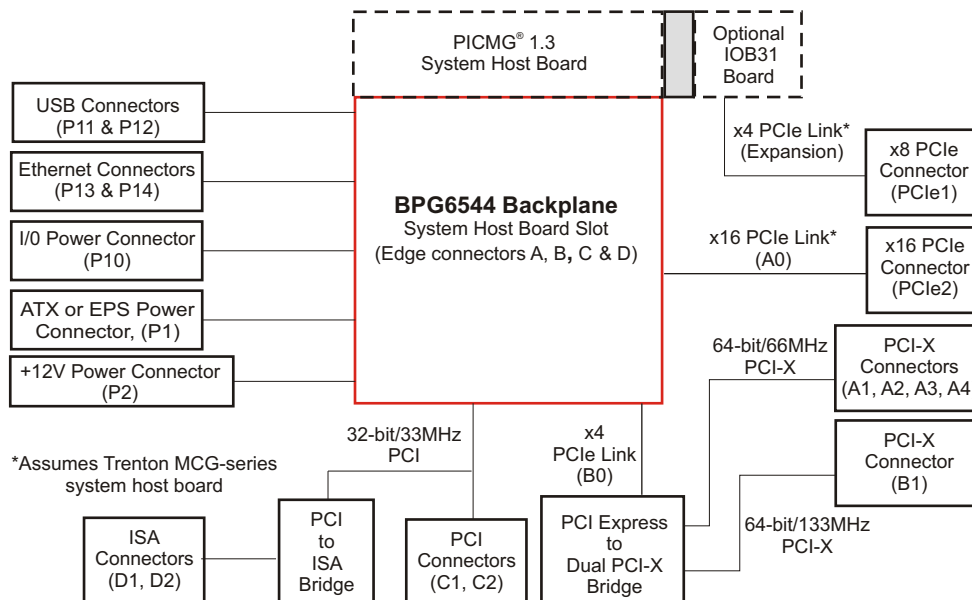 PICMG® 1.3
System Host Board
Optional
IOB31
Board
USB Connectors
(P11 & P12)
Ethernet Connectors
(P13 & P14)
I/0 Power Connector
(P10)
ATX or EPS Power
Connector, (P1)
+12V Power Connector
(P2)
BPG6544 Backplane
System Host Board Slot
(Edge connectors A, B, C & D)
x4 PCIe Link*
(Expansion)
x8 PCIe
Connector
(PCIe1)
x16 PCIe Link*
(A0)
x16 PCIe
Connector
(PCIe2)
64-bit/66MHz
PCI-X
PCI-X
Connectors
(A1, A2, A3, A4
32-bit/33MHz
PCI
x4
PCIe Link
(B0)
PCI-X
Connector
(B1)
64-bit/133MHz
PCI-X
*Assumes Trenton MCG-series
system host board
ISA
Connectors
(D1, D2)
PCI
to
ISA
Bridge
PCI
Connectors
(C1, C2)
PCI Express
to
Dual PCI-X
Bridge